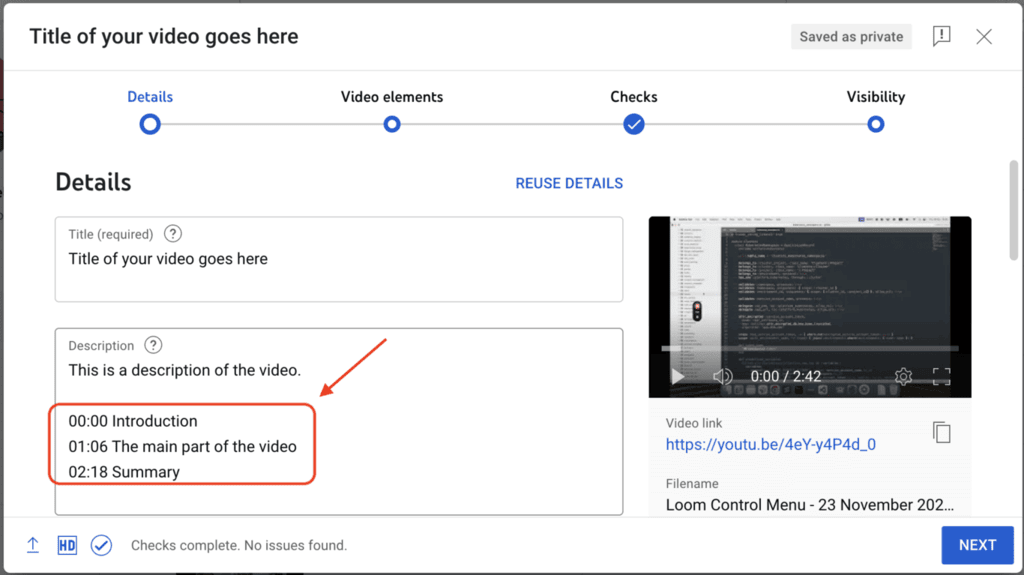 Title of your video goes here
Saved as private
Details
Video elements
Checks
Visibility
Details
REUSE DETAILS
Title (required) ?
Title of your video goes here
Description ?
This is a description of the video.
00:00 Introduction
01:06 The main part of the video
02:18 Summary
0:00 / 2:42
Video link
https://youtu.be/4eY-y4P4d_0
Filename
Loom Control Menu - 23 November 202...
HD
Checks complete. No issues found.
NEXT